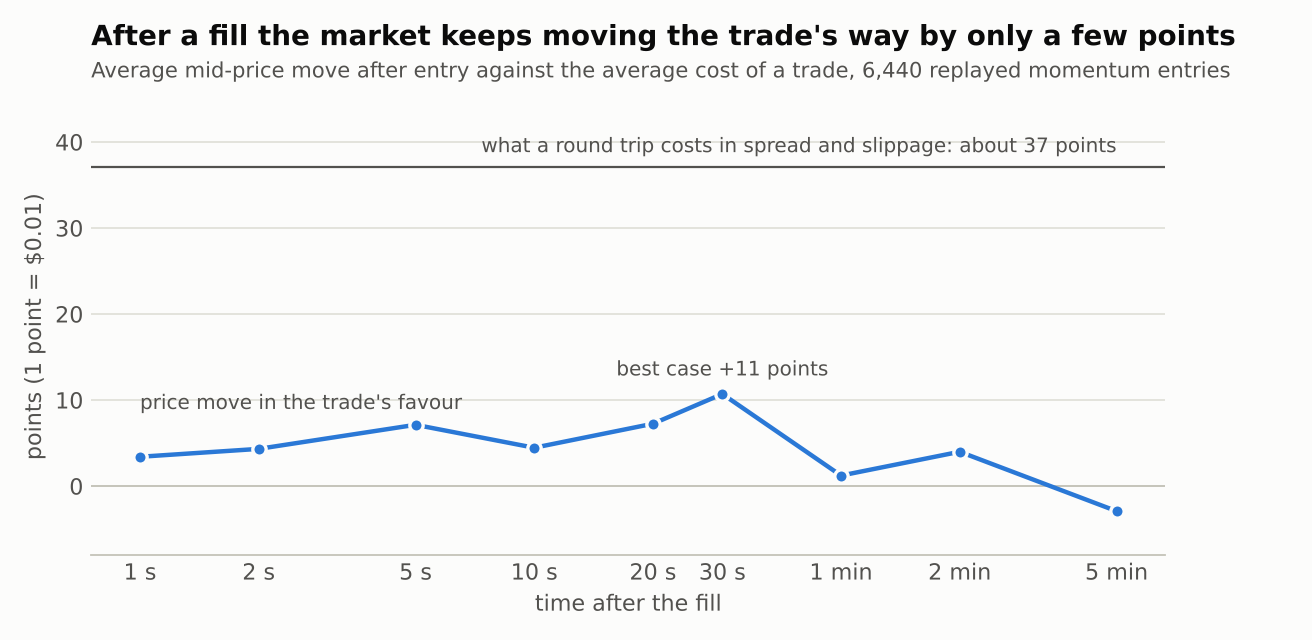 After a fill the market keeps moving the trade's way by only a few points
Average mid-price move after entry against the average cost of a trade, 6,440 replayed momentum entries
40
what a round trip costs in spread and slippage: about 37 points
30
20
best case +11 points
10
price move in the trade's favour
0
points (1 point = $0.01)
1 s 2 s 5 s 10 s 20 s 30 s 1 min 2 min 5 min
time after the fill